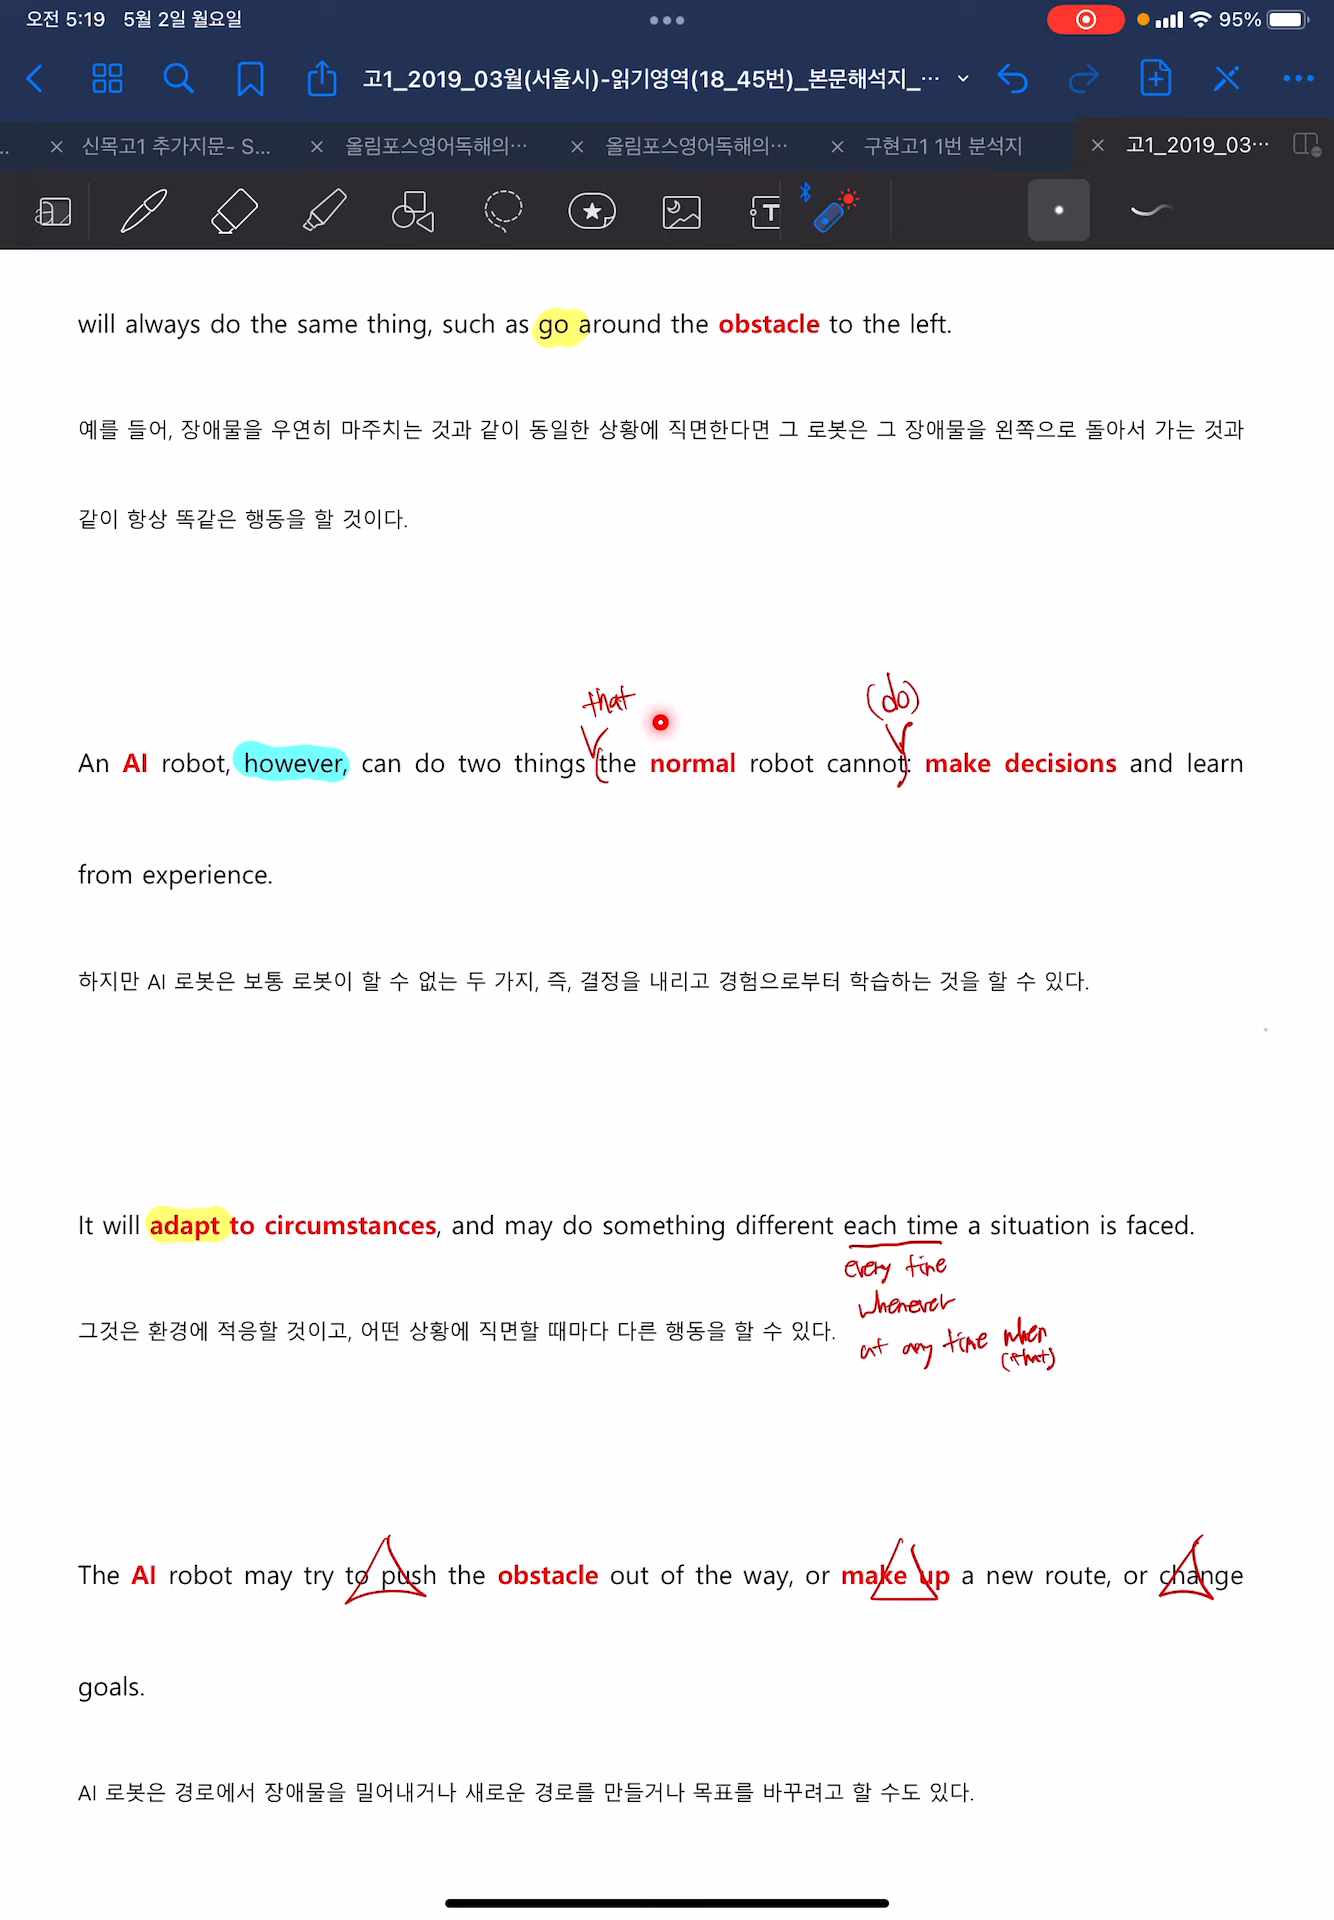 오전 5:19 5월 2일 월요일
95%
고1_2019_03월(서울시)-읽기영역(18_45번)_본문해석지_…
신목고1 추가지문- S...
올림포스영어독해의…
올림포스영어독해의…
구현고1 1번 분석지
고1_2019_03…
will always do the same thing, such as go around the obstacle to the left.
예를 들어, 장애물을 우연히 마주치는 것과 같이 동일한 상황에 직면한다면 그 로봇은 그 장애물을 왼쪽으로 돌아서 가는 것과
같이 항상 똑같은 행동을 할 것이다.
that (do)
An AI robot, however, can do two things (the normal robot cannot): make decisions and learn
from experience.
하지만 AI 로봇은 보통 로봇이 할 수 없는 두 가지, 즉, 결정을 내리고 경험으로부터 학습하는 것을 할 수 있다.
It will adapt to circumstances, and may do something different each time a situation is faced.
every time
whenever
그것은 환경에 적응할 것이고, 어떤 상황에 직면할 때마다 다른 행동을 할 수 있다.
at any time when
(that)
The AI robot may try to push the obstacle out of the way, or make up a new route, or change
goals.
AI 로봇은 경로에서 장애물을 밀어내거나 새로운 경로를 만들거나 목표를 바꾸려고 할 수도 있다.